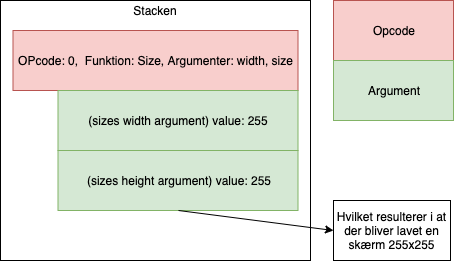 Stacken
OPcode: 0, Funktion: Size, Argumenter: width, size
(sizes width argument) value: 255
(sizes height argument) value: 255
Opcode
Argument
Hvilket resulterer i at
der bliver lavet en
skærm 255x255